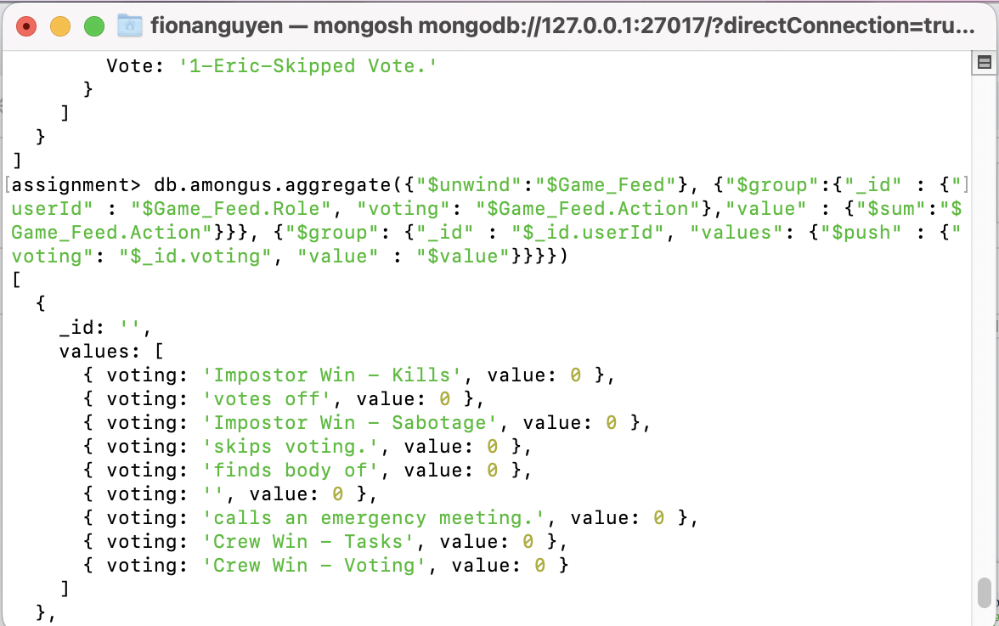 fionanguyen — mongosh mongodb://127.0.0.1:27017/?directConnection=tru...
Vote: '1-Eric-Skipped Vote.'
}
]
}
]
[assignment> db.amongus.aggregate({"$unwind":"$Game_Feed"}, {"$group":{"_id" : {"]
userId" : "$Game_Feed.Role", "voting": "$Game_Feed.Action"},"value" : {"$sum":"$
Game_Feed.Action"}}}, {"$group": {"_id" : "$_id.userId", "values": {"$push" : {"
voting": "$_id.voting", "value" : "$value"}}}})
[
{
_id: '',
values: [
{ voting: 'Impostor Win - Kills', value: 0 },
{ voting: 'votes off', value: 0 },
{ voting: 'Impostor Win - Sabotage', value: 0 },
{ voting: 'skips voting.', value: 0 },
{ voting: 'finds body of', value: 0 },
{ voting: '', value: 0 },
{ voting: 'calls an emergency meeting.', value: 0 },
{ voting: 'Crew Win - Tasks', value: 0 },
{ voting: 'Crew Win - Voting', value: 0 }
]
},